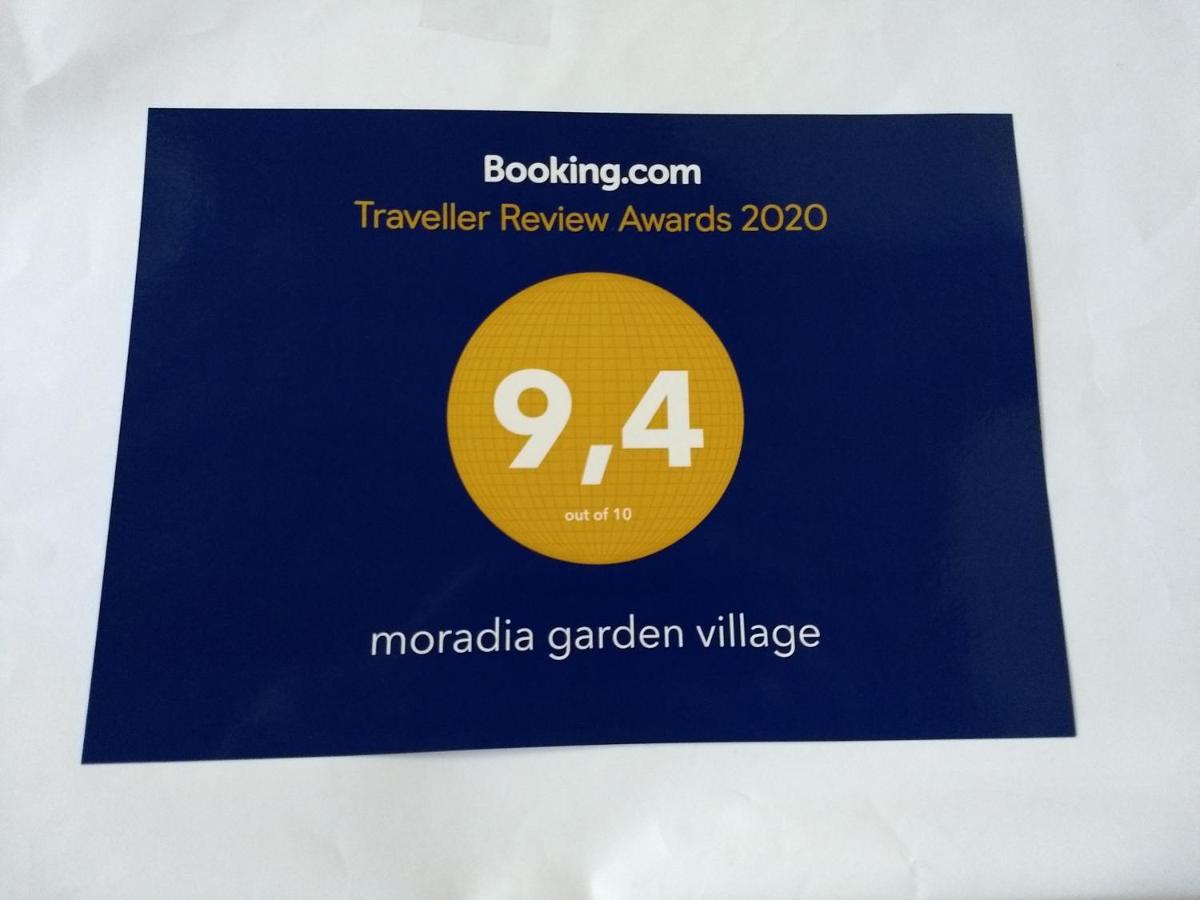 Booking.com
Traveller Review Awards 2020
9,4
out of 10
moradia garden village